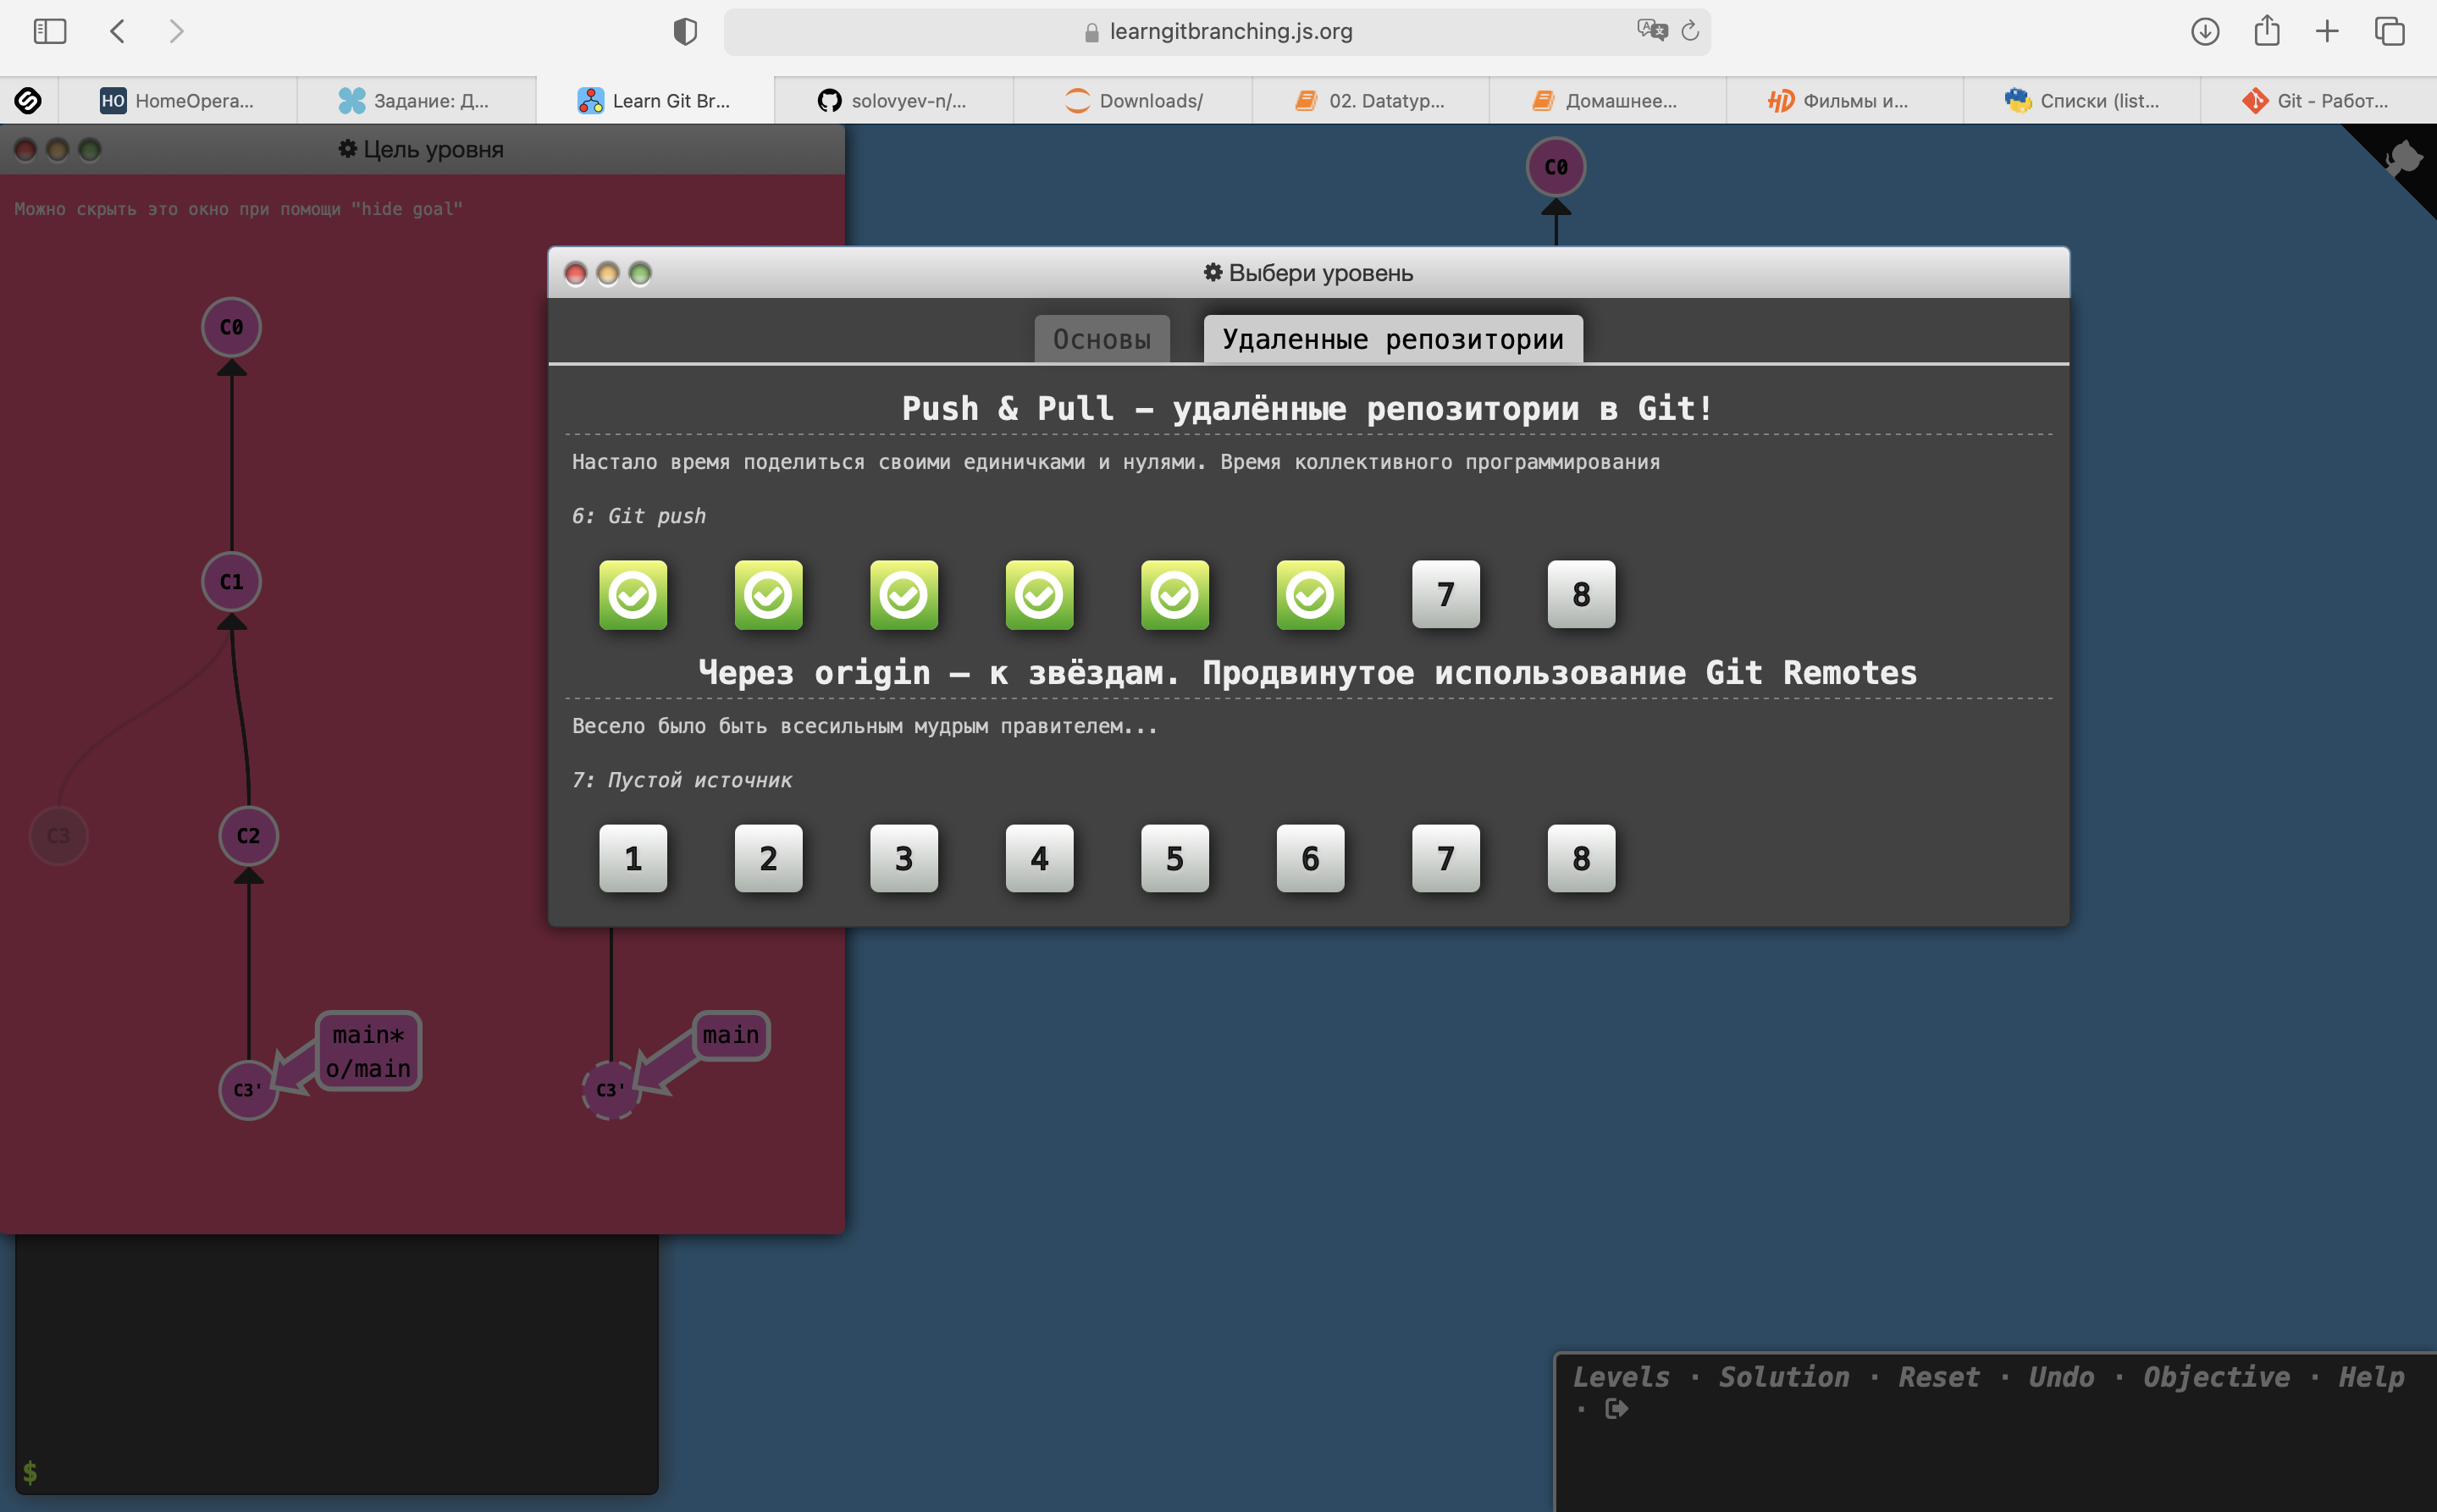 learngitbranching.js.org
HO HomeOpera...
Задание: Д...
Learn Git Br...
solovyev-n/...
Downloads/
02. Datatyp...
Домашнее...
HD Фильмы и...
Списки (list...
Git - Работ...
Цель уровня
Можно скрыть это окно при помощи "hide goal"
C0
C1
C3
C2
main*
o/main
C3'
main
C3'
$
C0
Выбери уровень
Основы
Удаленные репозитории
Push & Pull – удалённые репозитории в Git!
Настало время поделиться своими единичками и нулями. Время коллективного программирования
6: Git push
7 8
Через origin – к звёздам. Продвинутое использование Git Remotes
Весело было быть всесильным мудрым правителем...
7: Пустой источник
1 2 3 4 5 6 7 8
Levels · Solution · Reset · Undo · Objective · Help
·